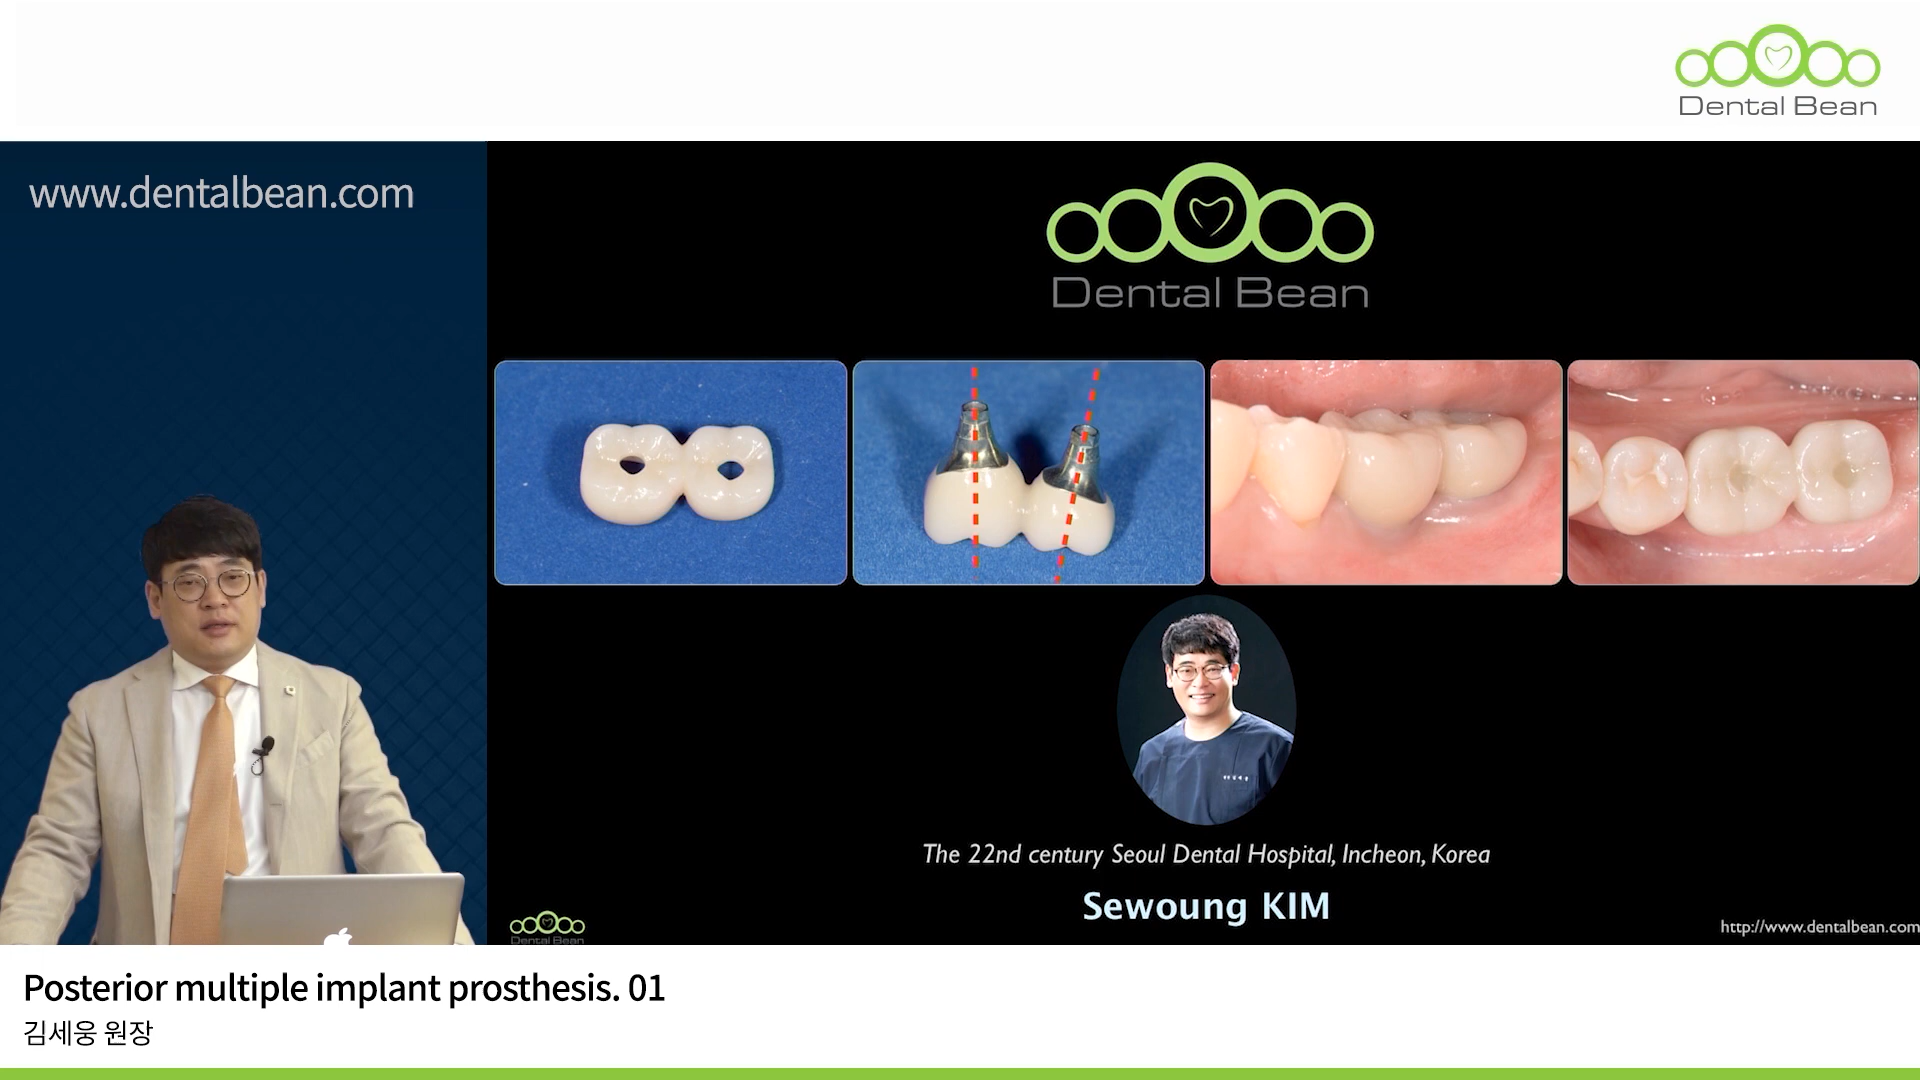 Dental Bean
www.dentalbean.com
Dental Bean
The 22nd century Seoul Dental Hospital, Incheon, Korea
Sewoung KIM
Dental Bean
http://www.dentalbean.com
Posterior multiple implant prosthesis. 01
김세웅 원장